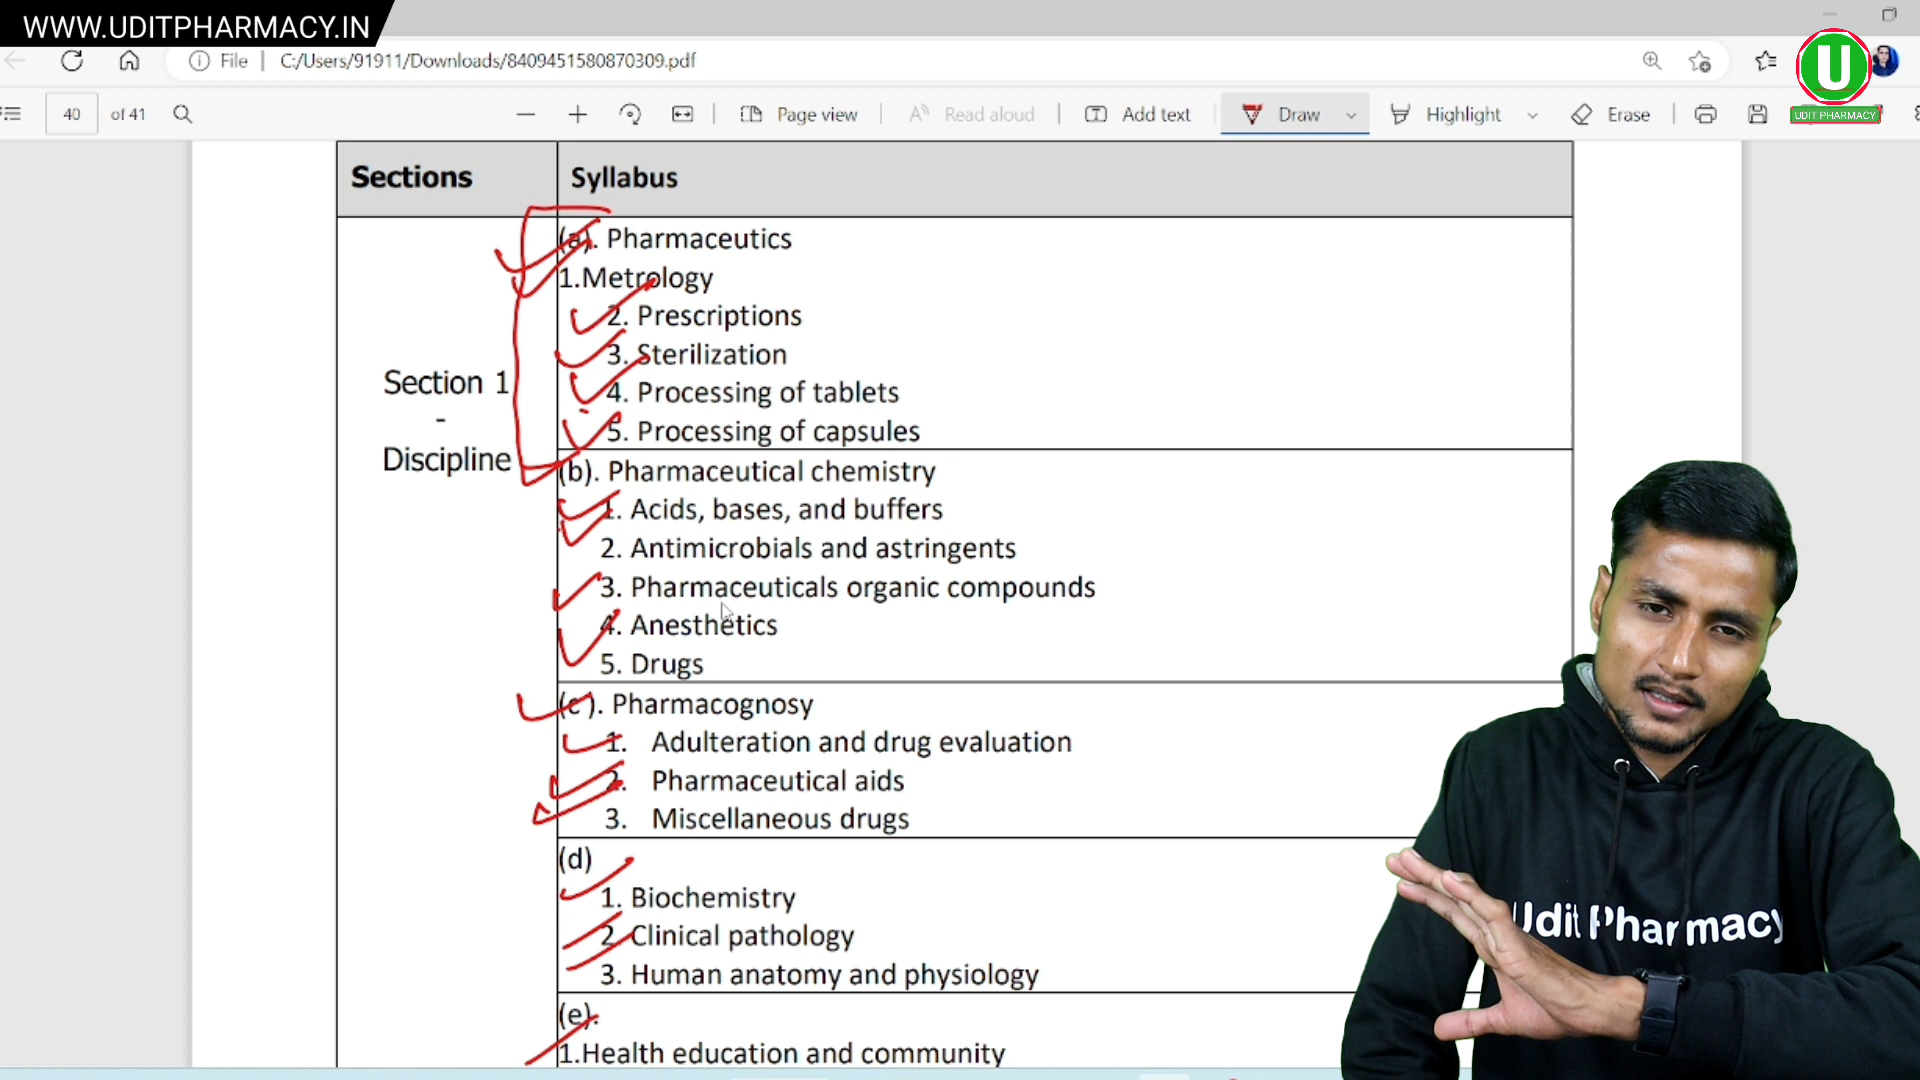 WWW.UDITPHARMACY.IN
File | C:/Users/91911/Downloads/8409451580870309.pdf
U
40 of 41
Page view
Read aloud
Add text
Draw
Highlight
Erase
UDIT PHARMACY
Sections Syllabus
Section 1
-
Discipline
(a). Pharmaceutics
1.Metrology
2. Prescriptions
3. Sterilization
4. Processing of tablets
5. Processing of capsules
(b). Pharmaceutical chemistry
1. Acids, bases, and buffers
2. Antimicrobials and astringents
3. Pharmaceuticals organic compounds
4. Anesthetics
5. Drugs
(c ). Pharmacognosy
1. Adulteration and drug evaluation
2. Pharmaceutical aids
3. Miscellaneous drugs
(d)
1. Biochemistry
2. Clinical pathology
3. Human anatomy and physiology
(e).
1.Health education and community
Udit Pharmacy